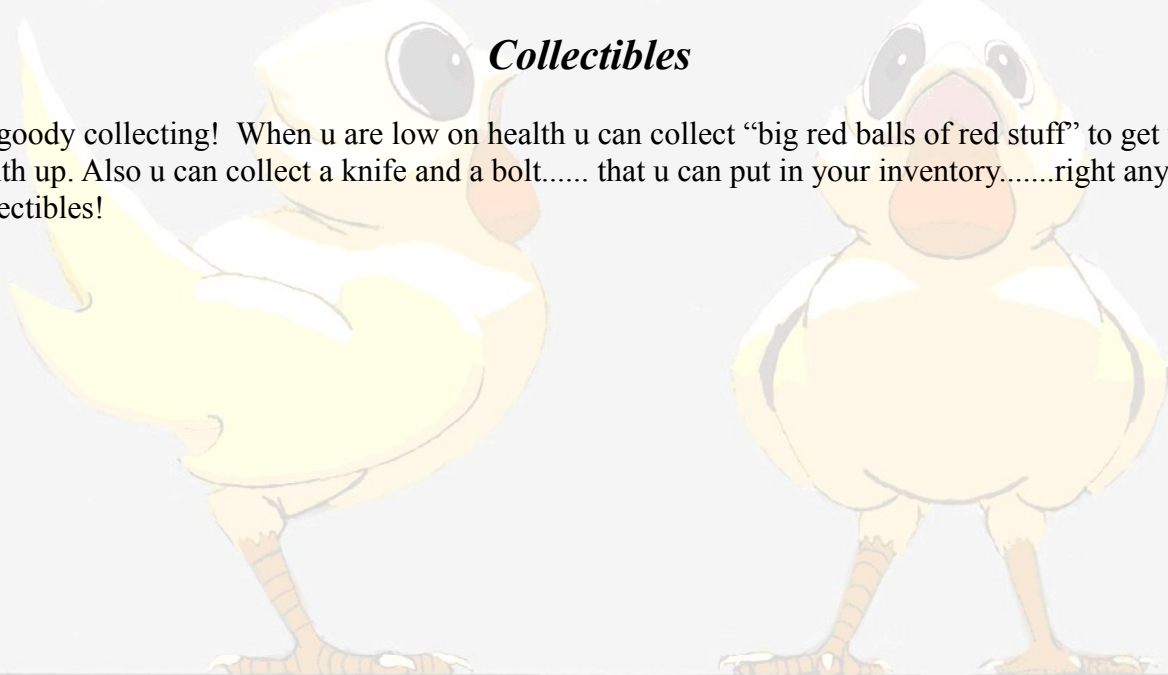 Collectibles
goody collecting!  When u are low on health u can collect “big red balls of red stuff” to get
lth up. Also u can collect a knife and a bolt...... that u can put in your inventory.......right any
ectibles!